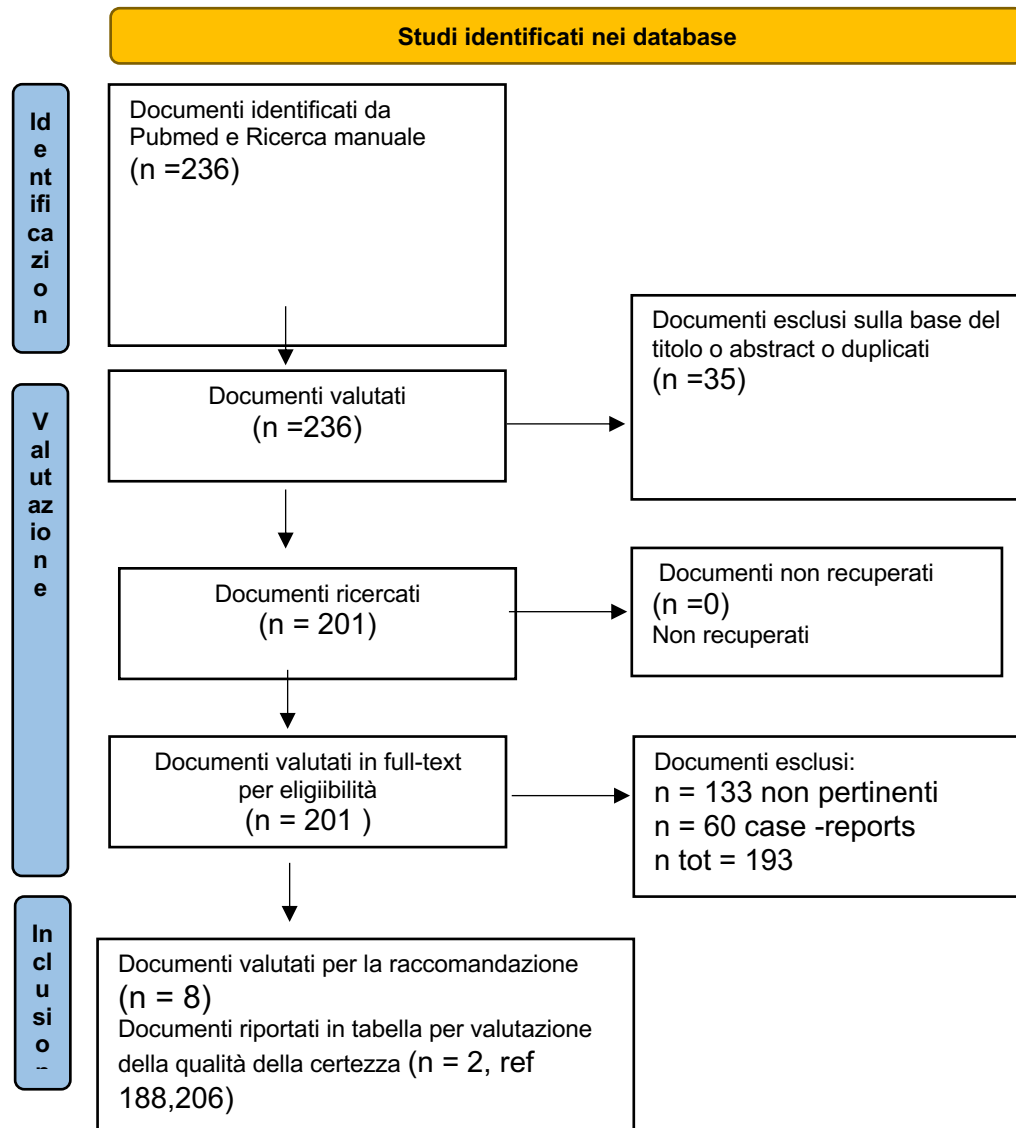 Studi identificati nei database
Id
e
nt
ifi
ca
zi
o
n
Documenti identificati da
Pubmed e Ricerca manuale
(n =236)
Documenti esclusi sulla base del
titolo o abstract o duplicati
(n =35)
V
al
ut
az
io
n
e
Documenti valutati
(n =236)
Documenti ricercati
(n = 201)
Documenti non recuperati
(n =0)
Non recuperati
Documenti valutati in full-text
per eligiibilità
(n = 201 )
Documenti esclusi:
n = 133 non pertinenti
n = 60 case -reports
n tot = 193
In
cl
u
si
o
Documenti valutati per la raccomandazione
(n = 8)
Documenti riportati in tabella per valutazione
della qualità della certezza (n = 2, ref
188,206)